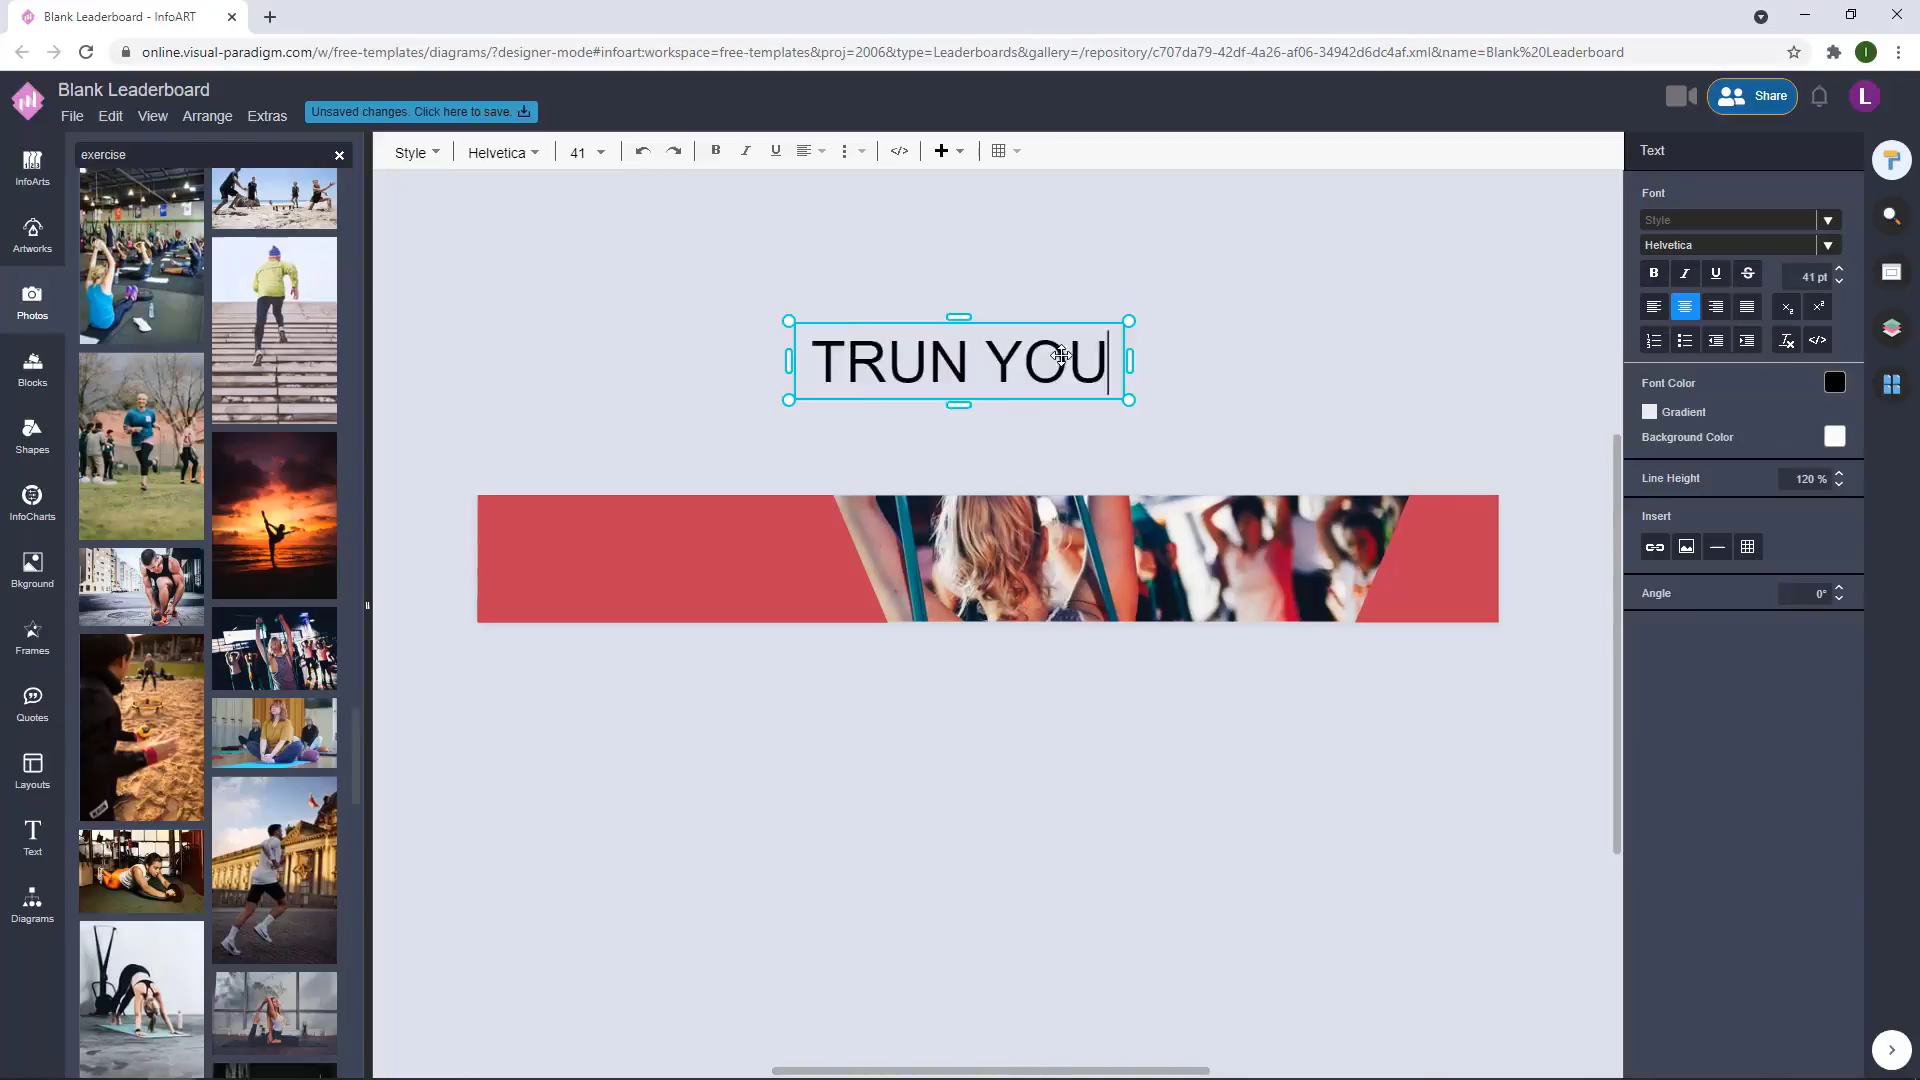 Blank Leaderboard - InfoART
online.visual-paradigm.com/w/free-templates/diagrams/?designer-mode#infoart:workspace=free-templates&proj=2006&type=Leaderboards&gallery=/repository/c707da79-42df-4a26-af06-34942d6dc4af.xml&name=Blank%20Leaderboard
I
Blank Leaderboard
File Edit View Arrange Extras
Unsaved changes. Click here to save.
Share
L
InfoArts
Artworks
Photos
Blocks
Shapes
InfoCharts
Bkground
Frames
Quotes
Layouts
Text
Diagrams
exercise
Style Helvetica 41 B I U
TRUN YOU
Text
Font
Style
Helvetica
B I U S 41 pt
Font Color
Gradient
Background Color
Line Height 120 %
Insert
Angle 0°